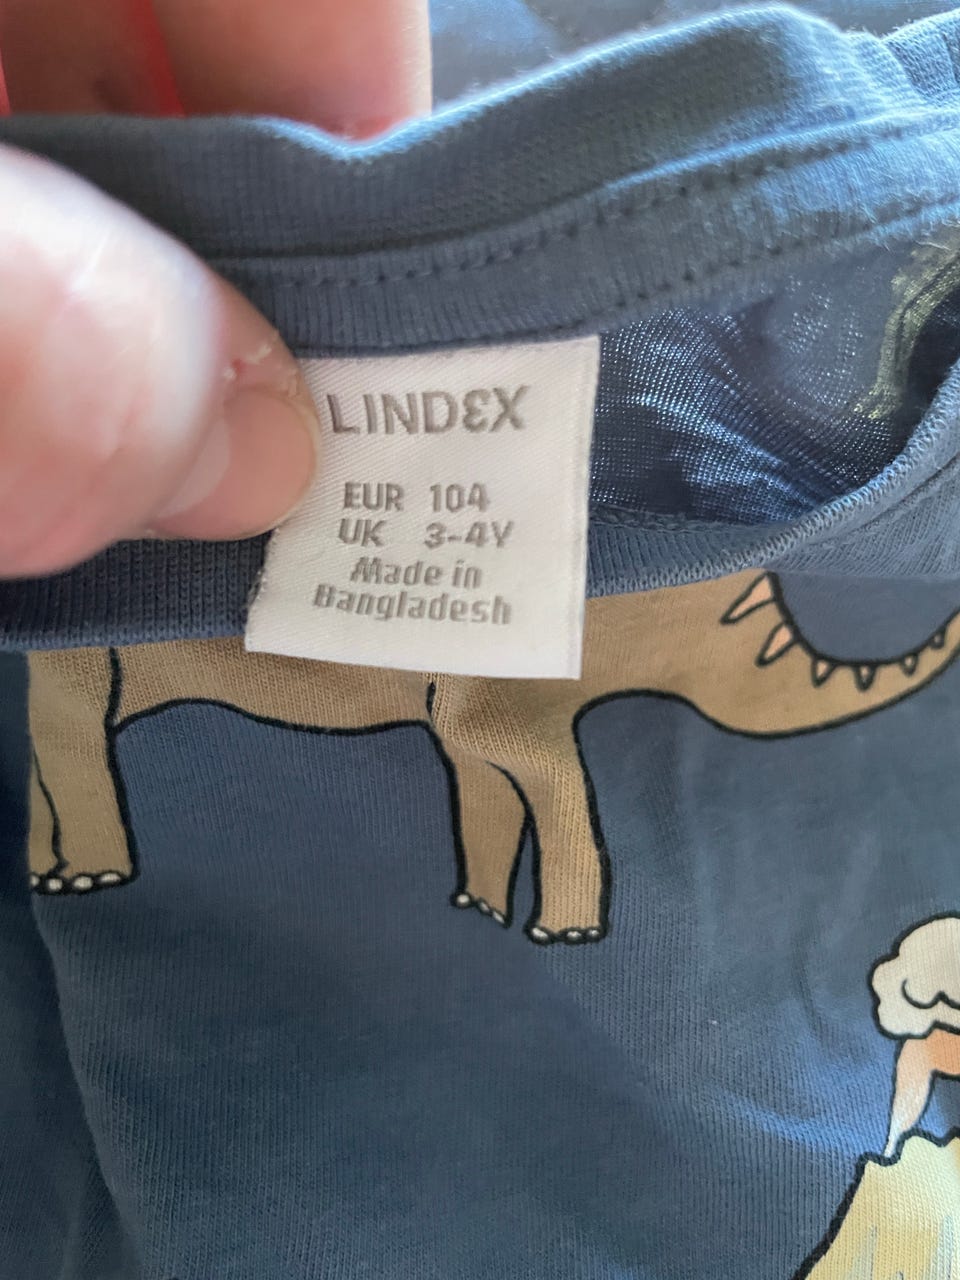 LINDEX
EUR 104
UK 3-4Y
Made in
Bangladesh